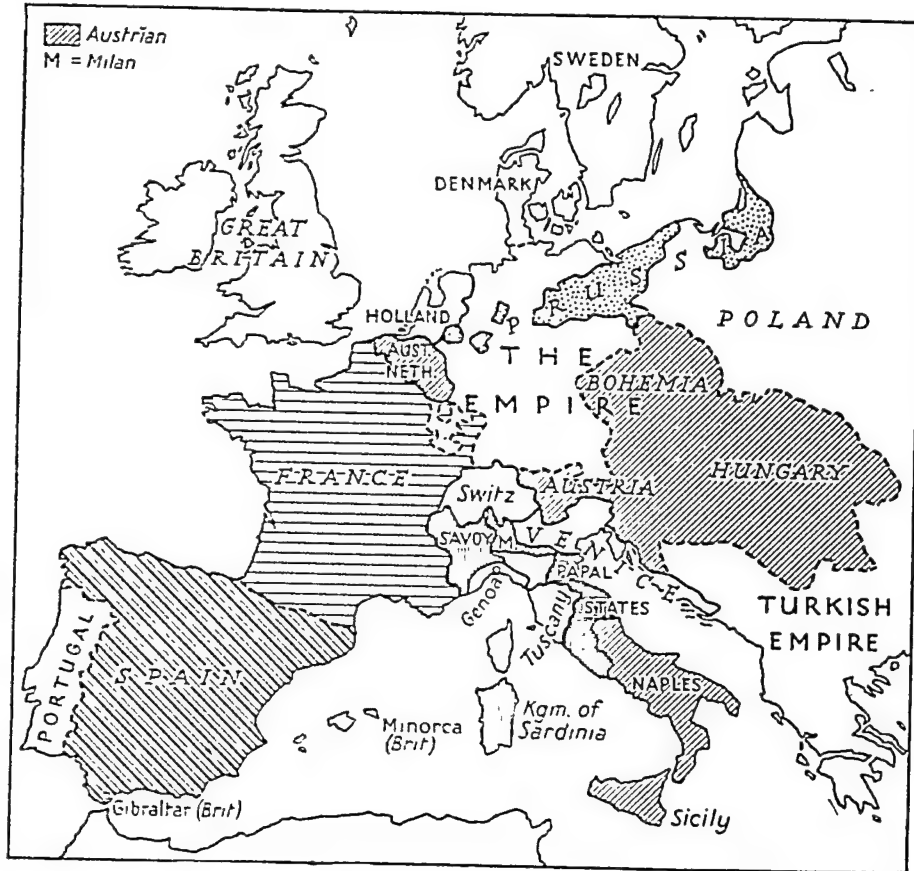 Austrian
M = Milan
SWEDEN
DENMARK
GREAT
BRITAIN
HOLLAND
PRUSSIA
POLAND
AUST.
NETH.
THE
EMPIRE
BOHEMIA
FRANCE
Switz
AUSTRIA
HUNGARY
SAVOY
M
VENICE
PAPAL
STATES
Genoa
Tuscany
TURKISH
EMPIRE
PORTUGAL
SPAIN
NAPLES
Minorca
(Brit)
Kgm. of
Sardinia
Gibraltar (Brit)
Sicily